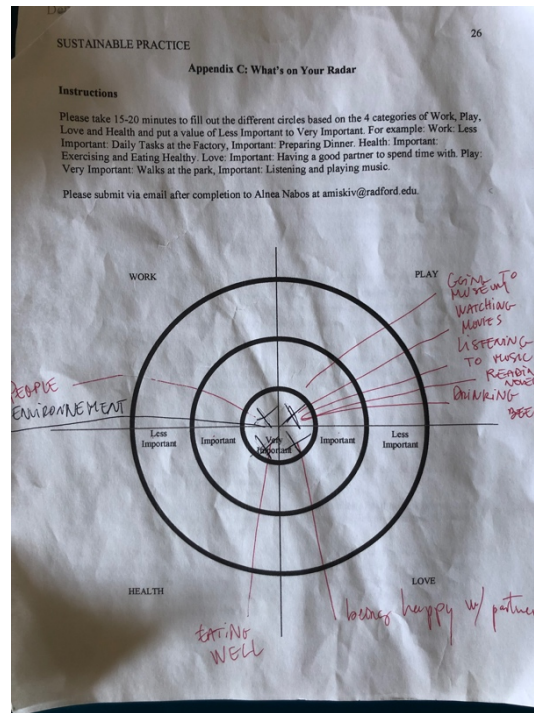 26
SUSTAINABLE PRACTICE
Appendix C: What's on Your Radar
Instructions
Please take 15-20 minutes to fill out the different circles based on the 4 categories of Work, Play,
Love and Health and put a value of Less Important to Very Important. For example: Work: Less
Important: Daily Tasks at the Factory, Important: Preparing Dinner. Health: Important:
Exercising and Eating Healthy. Love: Important: Having a good partner to spend time with. Play:
Very Important: Walks at the park, Important: Listening and playing music.
Please submit via email after completion to Alnea Nabos at amiskiv@radford.edu.
WORK
PLAY
GOING TO
MUSEUM
WATCHING
MOVIES
LISTENING
TO MUSIC
READIN
NOVE
DRINKING
BEE
PEOPLE
ENVIRONNEMENT
Less
Important
Important
Very
Important
Important
Less
Important
HEALTH
LOVE
EATING
WELL
being happy w/ partner